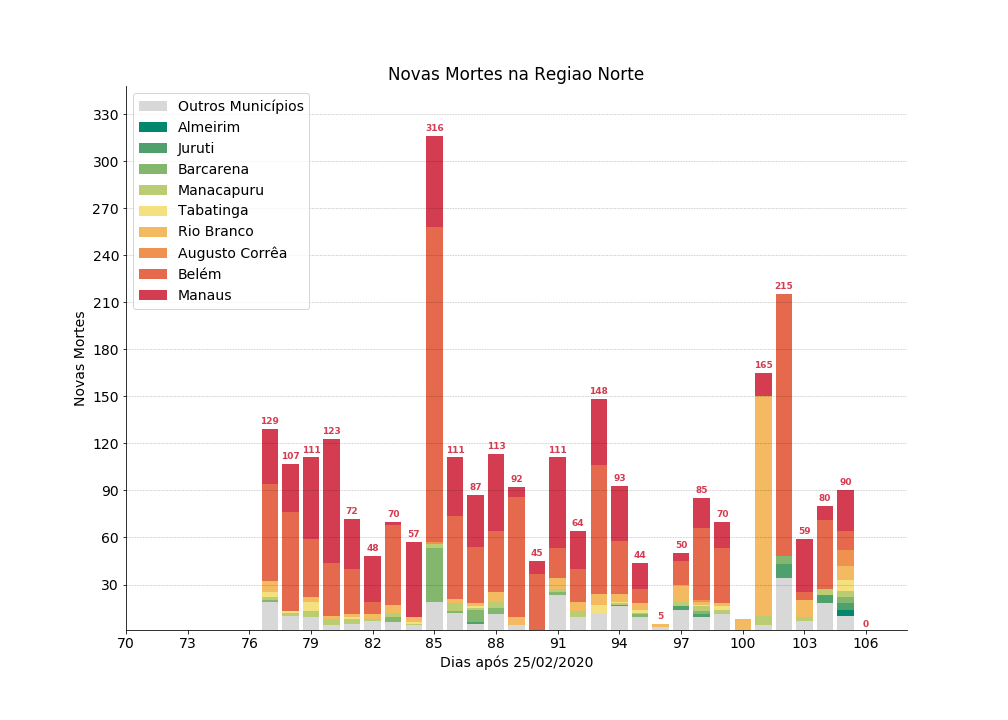 Novas Mortes na Regiao Norte
Outros Municípios
Almeirim
Juruti
Barcarena
Manacapuru
Tabatinga
Rio Branco
Augusto Corrêa
Belém
Manaus
Novas Mortes
330
300
270
240
210
180
150
120
90
60
30
129
107
111
123
72
48
70
57
316
111
87
113
92
45
111
64
148
93
44
5
50
85
70
165
215
59
80
90
0
70 73 76 79 82 85 88 91 94 97 100 103 106
Dias após 25/02/2020